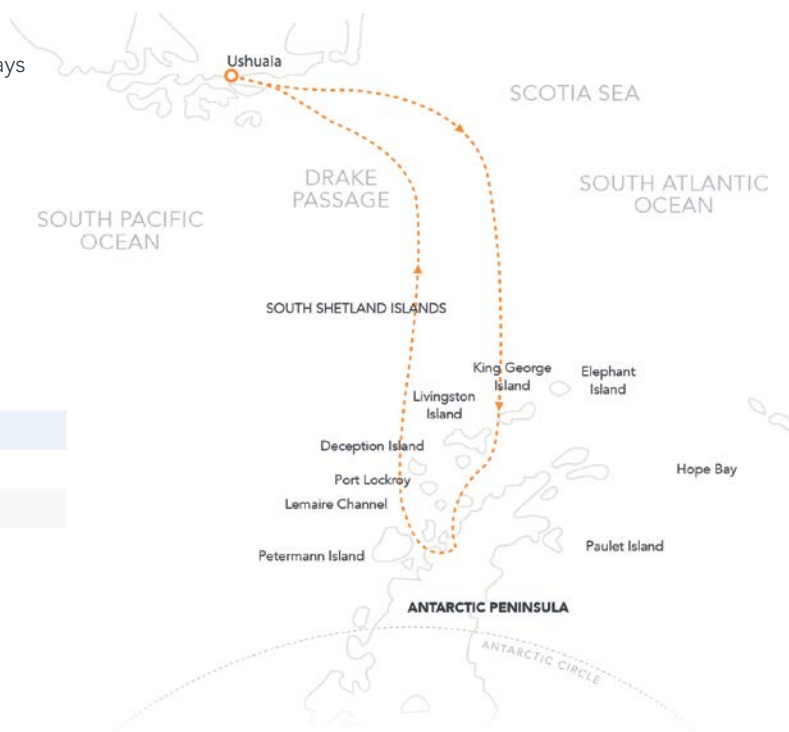 ays
Ushuaia
SCOTIA SEA
DRAKE
PASSAGE
SOUTH ATLANTIC
OCEAN
SOUTH PACIFIC
OCEAN
SOUTH SHETLAND ISLANDS
King George
Island
Elephant
Island
Livingston
Island
Deception Island
Hope Bay
Port Lockroy
Lemaire Channel
Paulet Island
Petermann Island
ANTARCTIC PENINSULA
ANTARCTIC CIRCLE